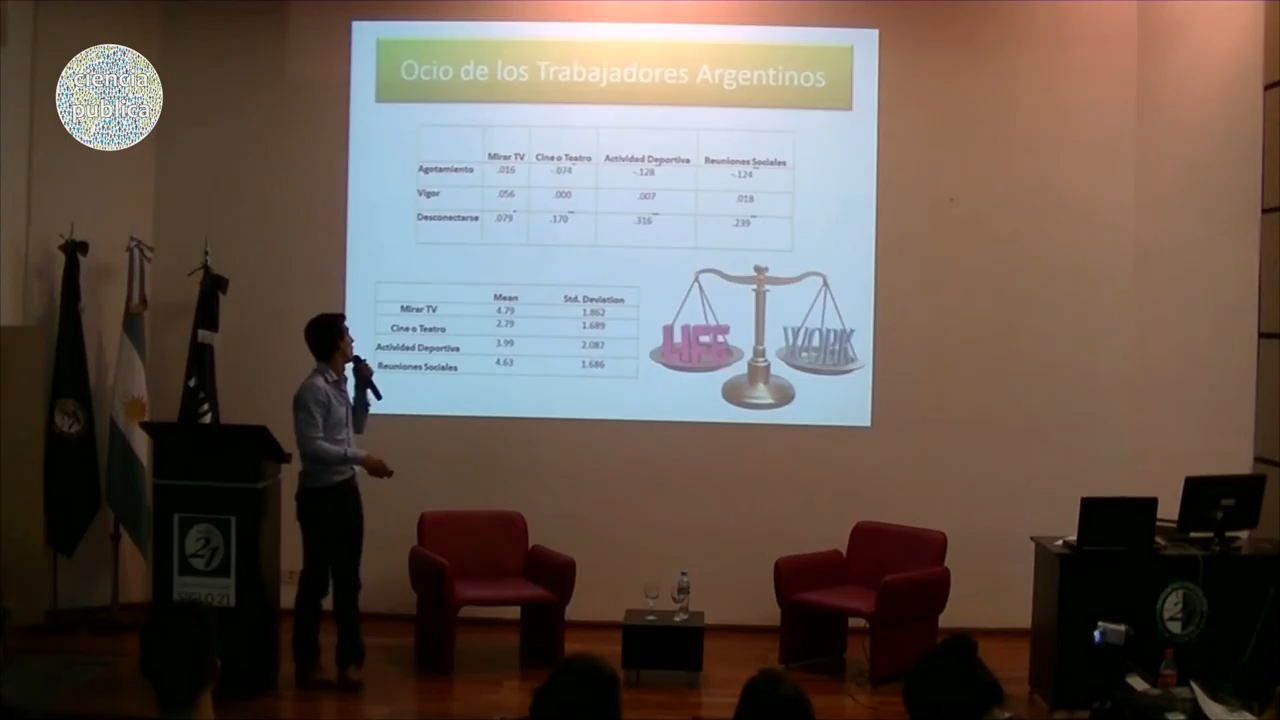 ciencia
pública
Ocio de los Trabajadores Argentinos
Mirar TV Cine o Teatro Actividad Deportiva Reuniones Sociales
Agotamiento .016 -.074 -.128 -.124
Vigor .056 .000 .007 .018
Desconectarse .079 .170 .316 .239
Mean Std. Deviation
Mirar TV 4.79 1.862
Cine o Teatro 2.79 1.689
Actividad Deportiva 3.99 2.087
Reuniones Sociales 4.63 1.686
LIFE WORK
21
SIGLO 21